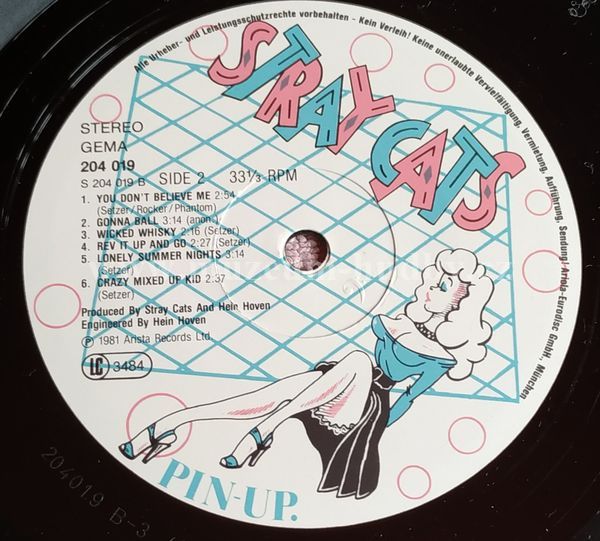 Alle Urheber- und Leistungsschutzrechte vorbehalten - Kein Verleih! Keine unerlaubte Vervielfältigung, Vermietung, Aufführung, Sendung! Ariola-Eurodisc GmbH., München
STRAY CATS
STEREO
GEMA
204 019
S 204 019 B SIDE 2 33 1/3 RPM
1. YOU DON'T BELIEVE ME 2:54
(Setzer/Rocker/Phantom)
2. GONNA BALL 3:14 (anon.)
3. WICKED WHISKY 2:16 (Setzer)
4. REV IT UP AND GO 2:27 (Setzer)
5. LONELY SUMMER NIGHTS 3:14
(Setzer)
6. CRAZY MIXED UP KID 2:37
(Setzer)
Produced By Stray Cats And Hein Hoven
Engineered By Hein Hoven
℗ 1981 Arista Records Ltd.
LC 3484
PIN-UP.
204019 B-3